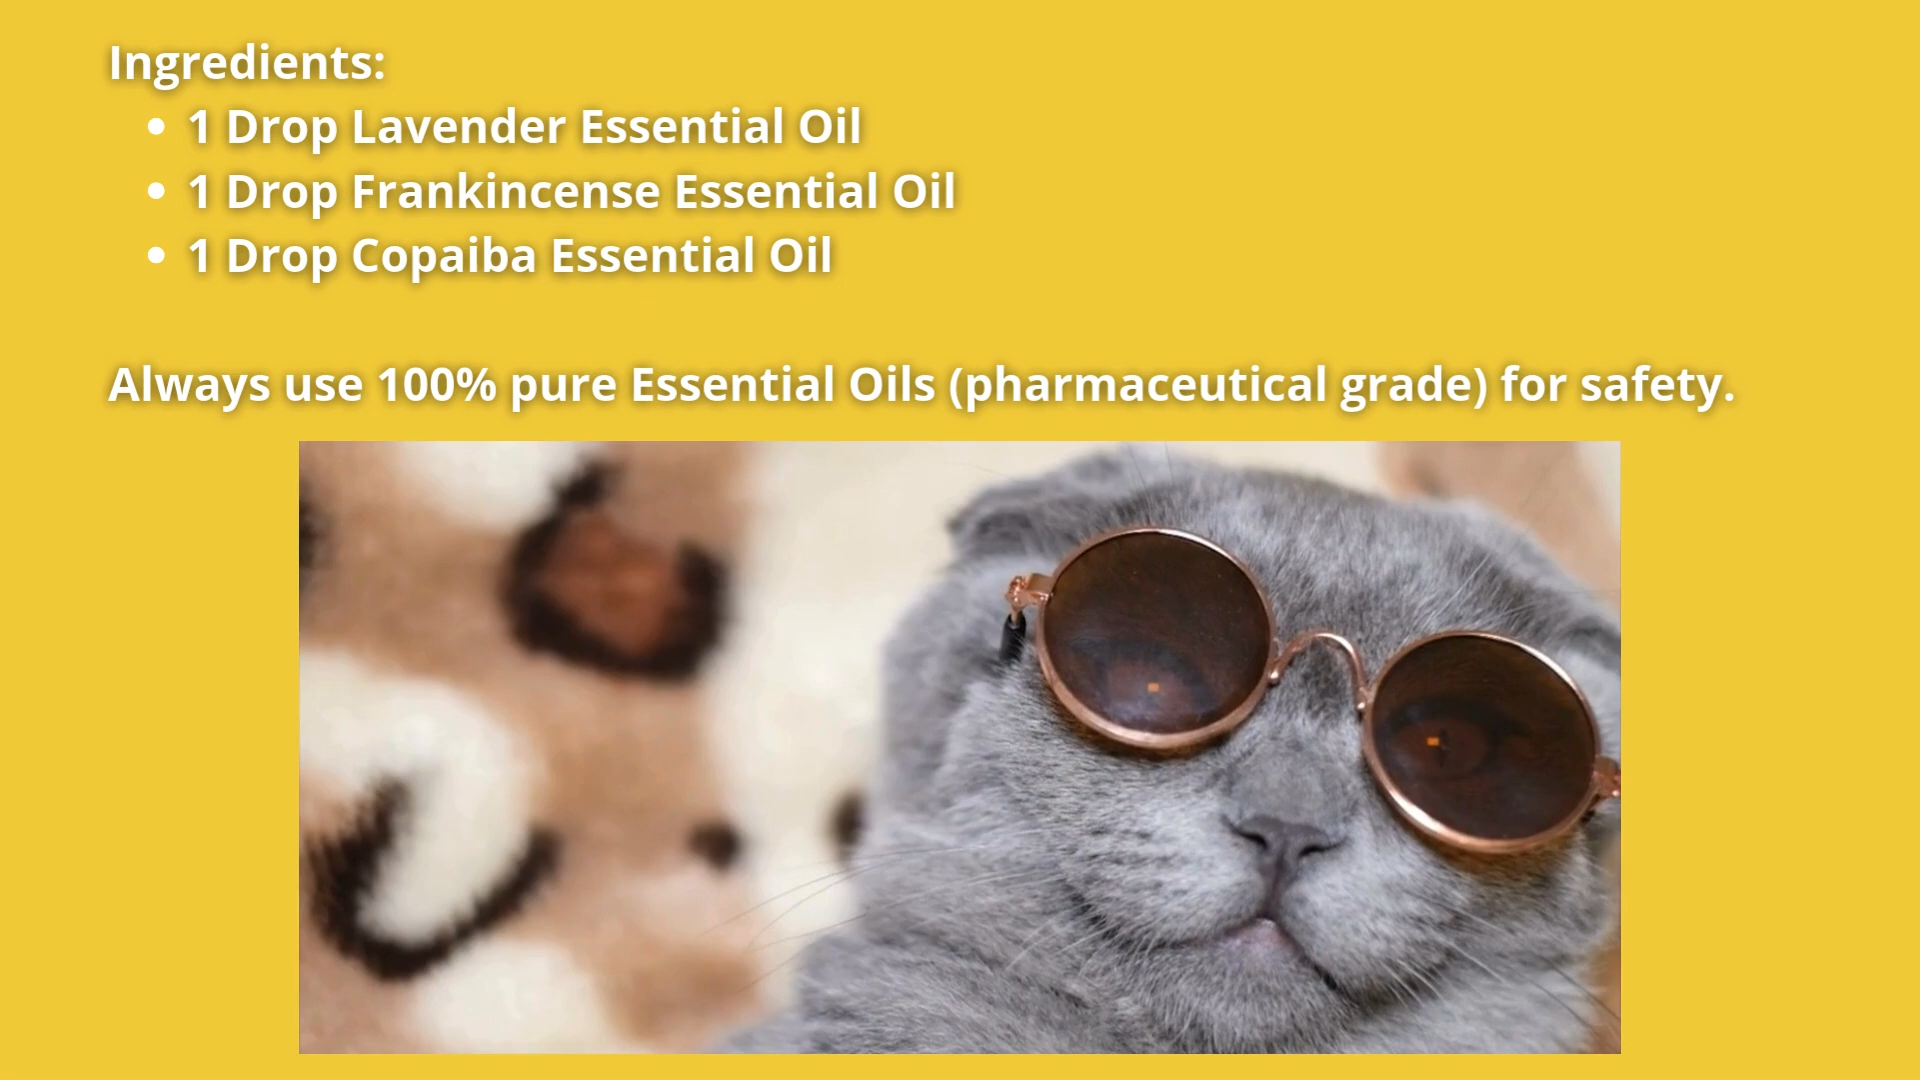 Ingredients:
• 1 Drop Lavender Essential Oil
• 1 Drop Frankincense Essential Oil
• 1 Drop Copaiba Essential Oil
Always use 100% pure Essential Oils (pharmaceutical grade) for safety.